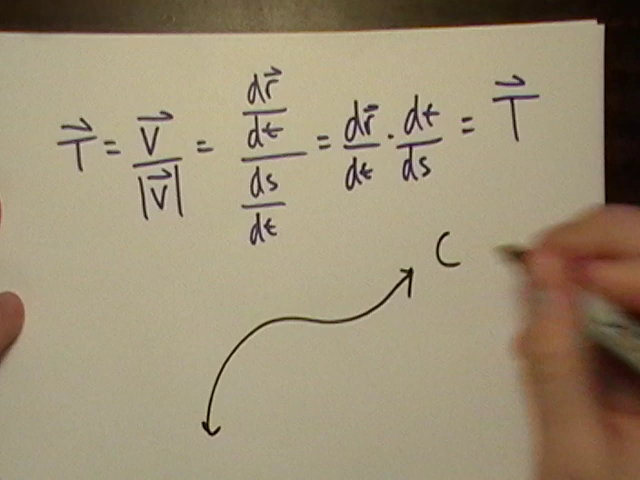 T⃗ = V⃗/|V⃗| = (dr⃗/dt)/(ds/dt) = dr⃗/dt · dt/ds = T⃗
C